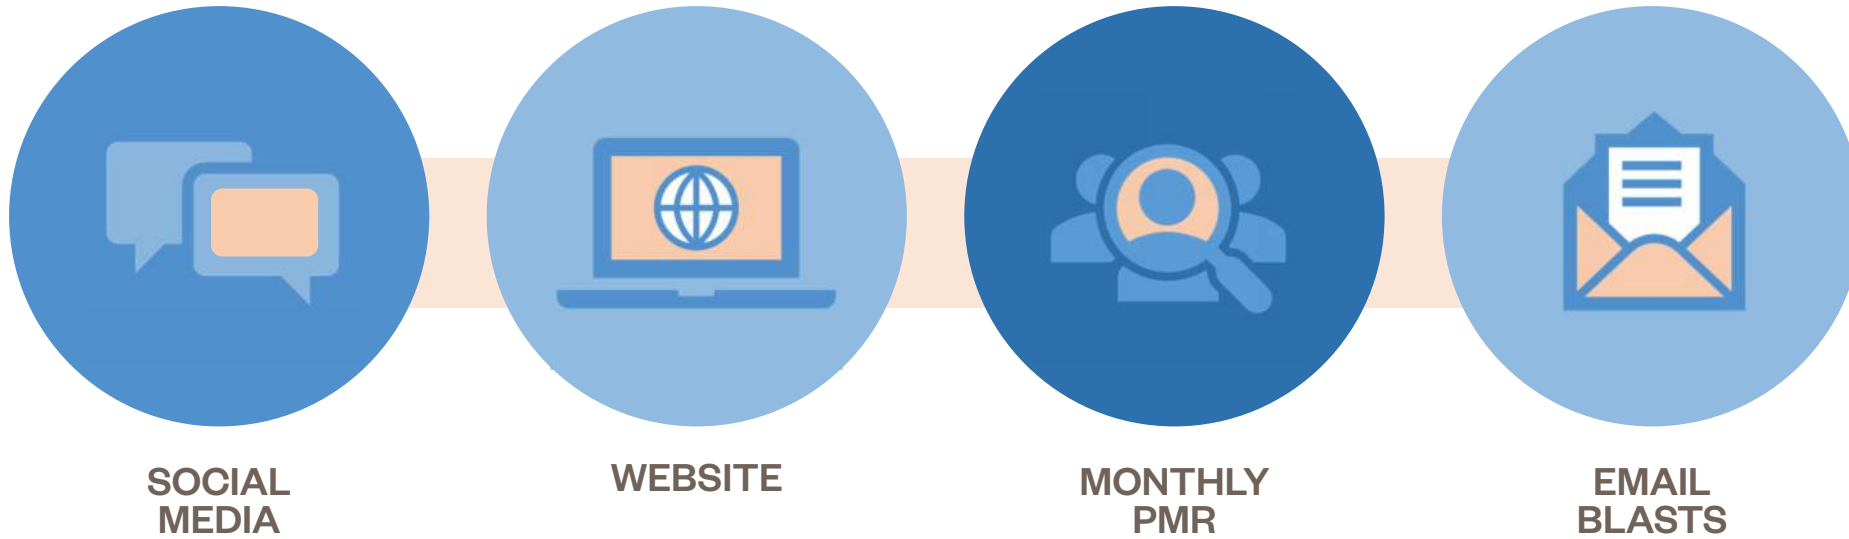 SOCIAL
MEDIA
WEBSITE
MONTHLY
PMR
EMAIL
BLASTS